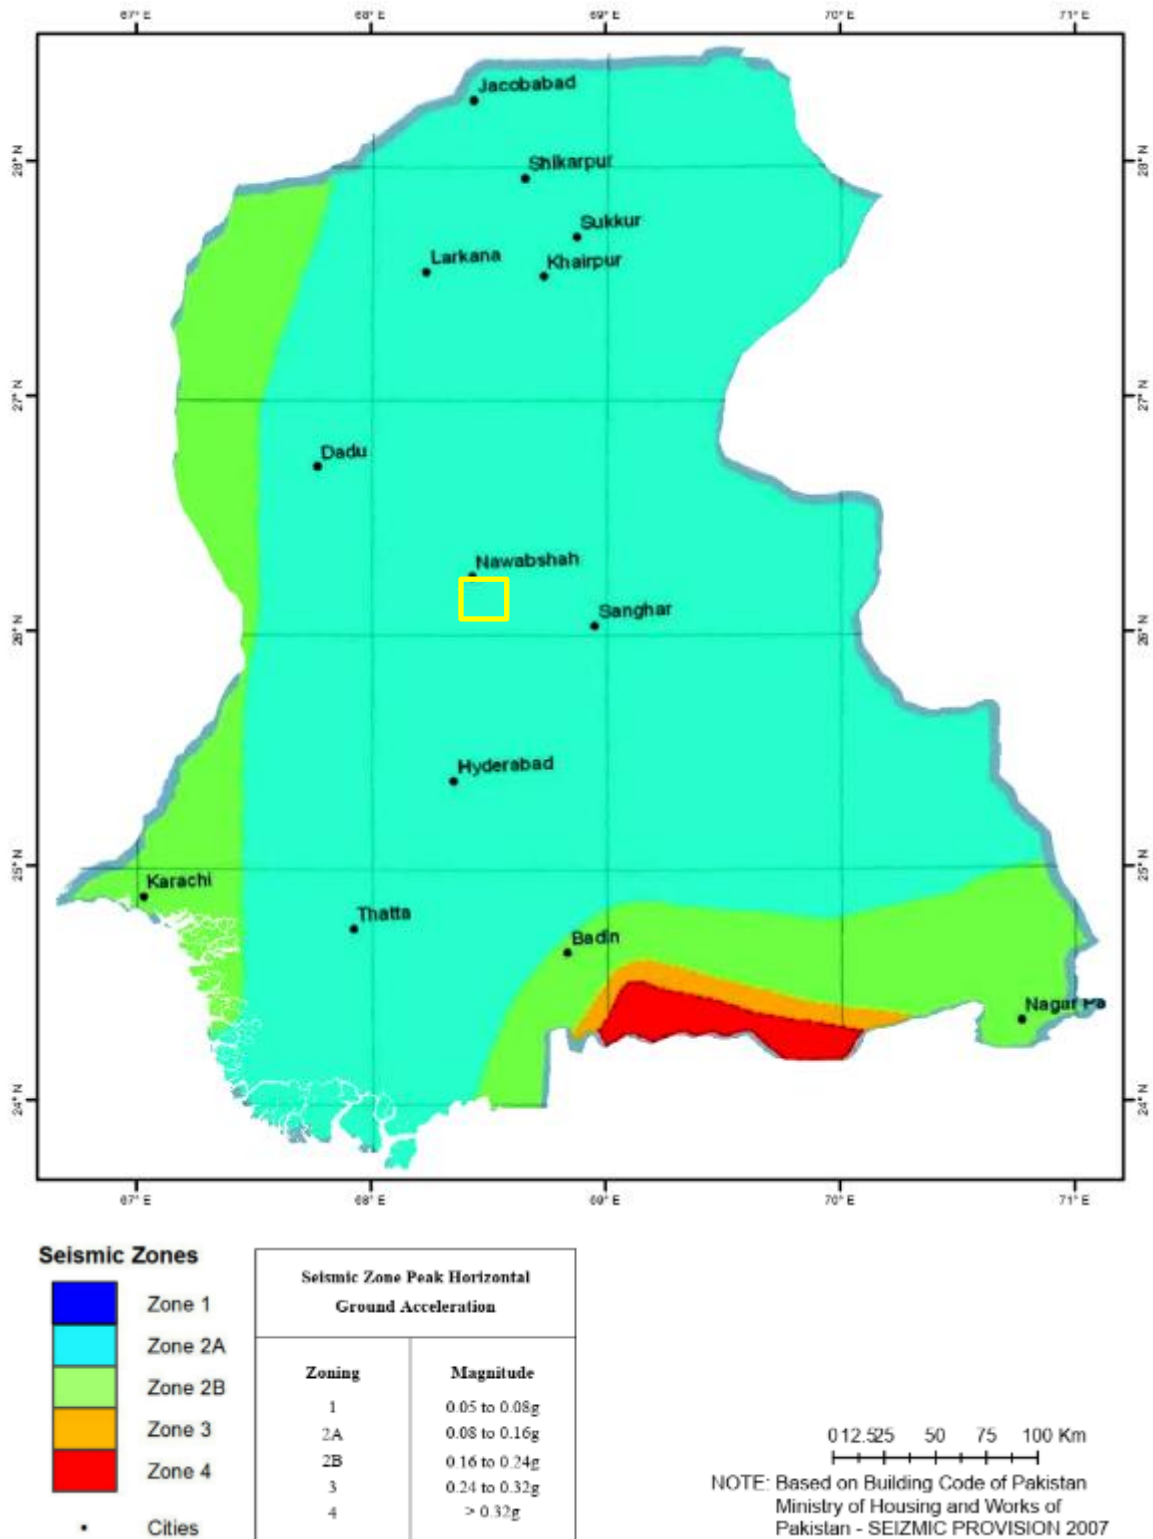 67° E 68° E 69° E 70° E 71° E
Jacobabad
28° N 28° N
Shikarpur
Sukkur
Larkana
Khairpur
27° N 27° N
Dadu
Nawabshah
Sanghar
26° N 26° N
Hyderabad
25° N 25° N
Karachi
Thatta
Badin
Nagar Pa
24° N 24° N
67° E 68° E 69° E 70° E 71° E
Seismic Zones
Zone 1
Zone 2A
Zone 2B
Zone 3
Zone 4
Cities
Seismic Zone Peak Horizontal
Ground Acceleration
Zoning Magnitude
1 0.05 to 0.08g
2A 0.08 to 0.16g
2B 0.16 to 0.24g
3 0.24 to 0.32g
4 > 0.32g
0 12.5 25 50 75 100 Km
NOTE: Based on Building Code of Pakistan
Ministry of Housing and Works of
Pakistan - SEIZMIC PROVISION 2007